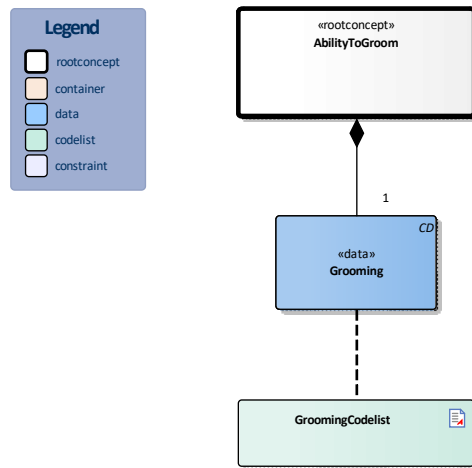 Legend
rootconcept
container
data
codelist
constraint
«rootconcept»
AbilityToGroom
1
CD
«data»
Grooming
GroomingCodelist